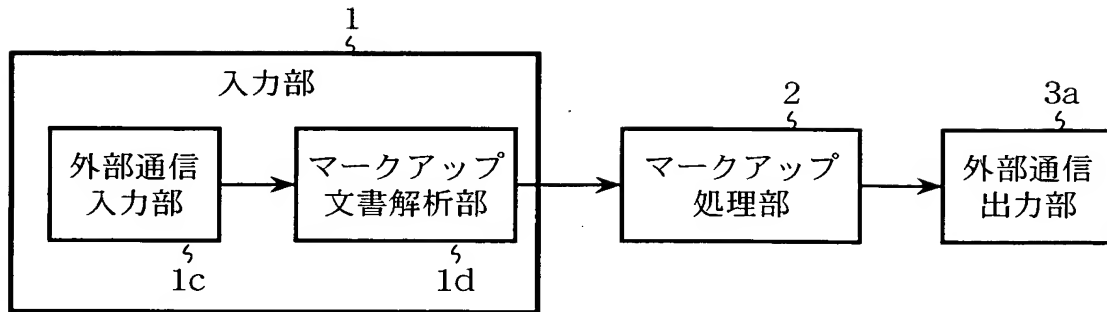 1
入力部
2
3a
外部通信
入力部
マークアップ
文書解析部
マークアップ
処理部
外部通信
出力部
1c
1d